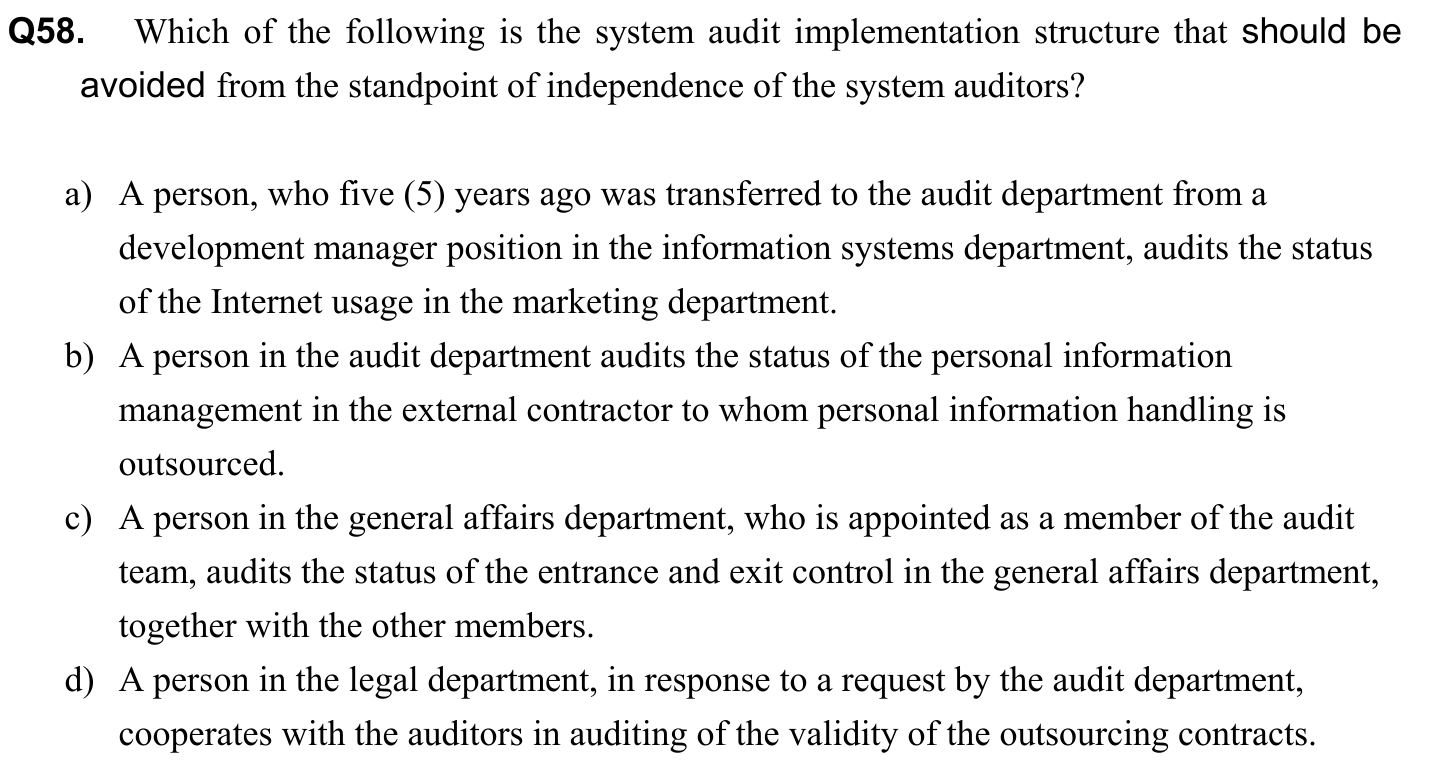 Q58. Which of the following is the system audit implementation structure that should be
avoided from the standpoint of independence of the system auditors?
a) A person, who five (5) years ago was transferred to the audit department from a
development manager position in the information systems department, audits the status
of the Internet usage in the marketing department.
b) A person in the audit department audits the status of the personal information
management in the external contractor to whom personal information handling is
outsourced.
c) A person in the general affairs department, who is appointed as a member of the audit
team, audits the status of the entrance and exit control in the general affairs department,
together with the other members.
d) A person in the legal department, in response to a request by the audit department,
cooperates with the auditors in auditing of the validity of the outsourcing contracts.